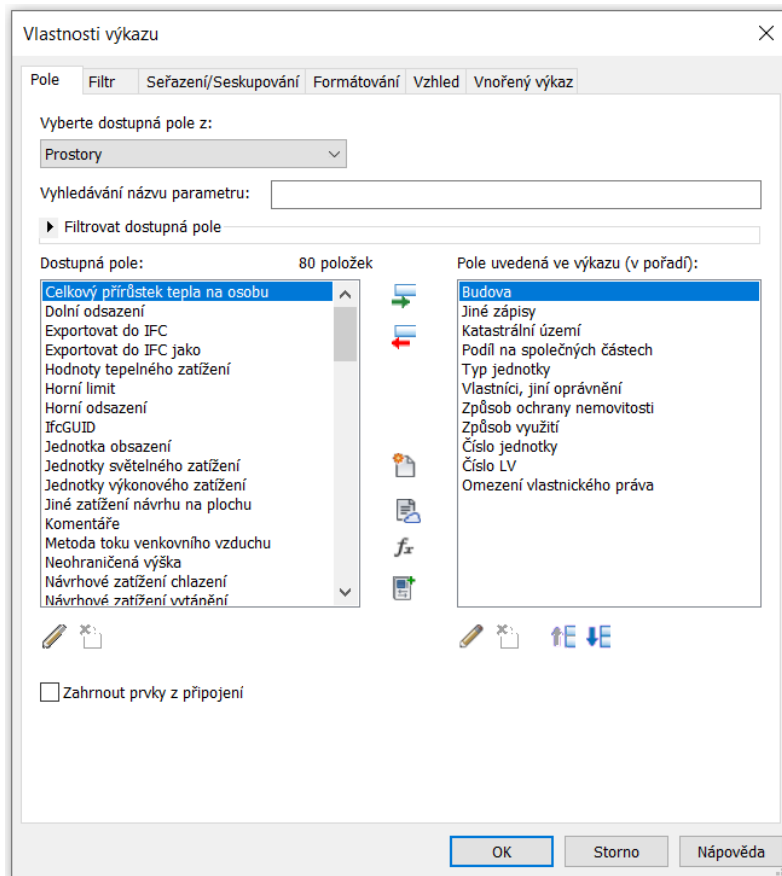 Vlastnosti výkazu
Pole Filtr Seřazení/Seskupování Formátování Vzhled Vnořený výkaz
Vyberte dostupná pole z:
Prostory
Vyhledávání názvu parametru:
Filtrovat dostupná pole
Dostupná pole: 80 položek
Celkový přírůstek tepla na osobu
Dolní odsazení
Exportovat do IFC
Exportovat do IFC jako
Hodnoty tepelného zatížení
Horní limit
Horní odsazení
IfcGUID
Jednotka obsazení
Jednotky světelného zatížení
Jednotky výkonového zatížení
Jiné zatížení návrhu na plochu
Komentáře
Metoda toku venkovního vzduchu
Neohraničená výška
Návrhové zatížení chlazení
Návrhové zatížení vytánění
fx
Pole uvedená ve výkazu (v pořadí):
Budova
Jiné zápisy
Katastrální území
Podíl na společných částech
Typ jednotky
Vlastníci, jiní oprávnění
Způsob ochrany nemovitosti
Způsob využití
Číslo jednotky
Číslo LV
Omezení vlastnického práva
Zahrnout prvky z připojení
OK Storno Nápověda